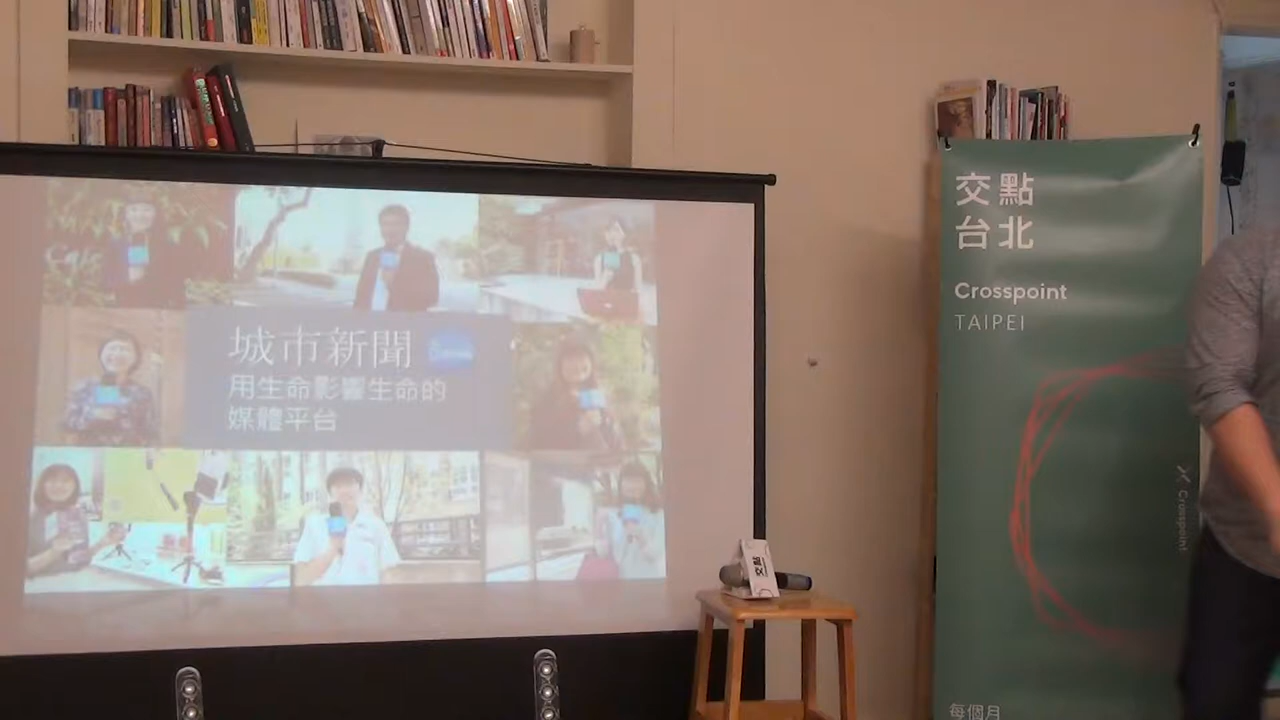 城市新聞
用生命影響生命的
媒體平台
交點
台北
Crosspoint
TAIPEI
Crosspoint
交點
每個月